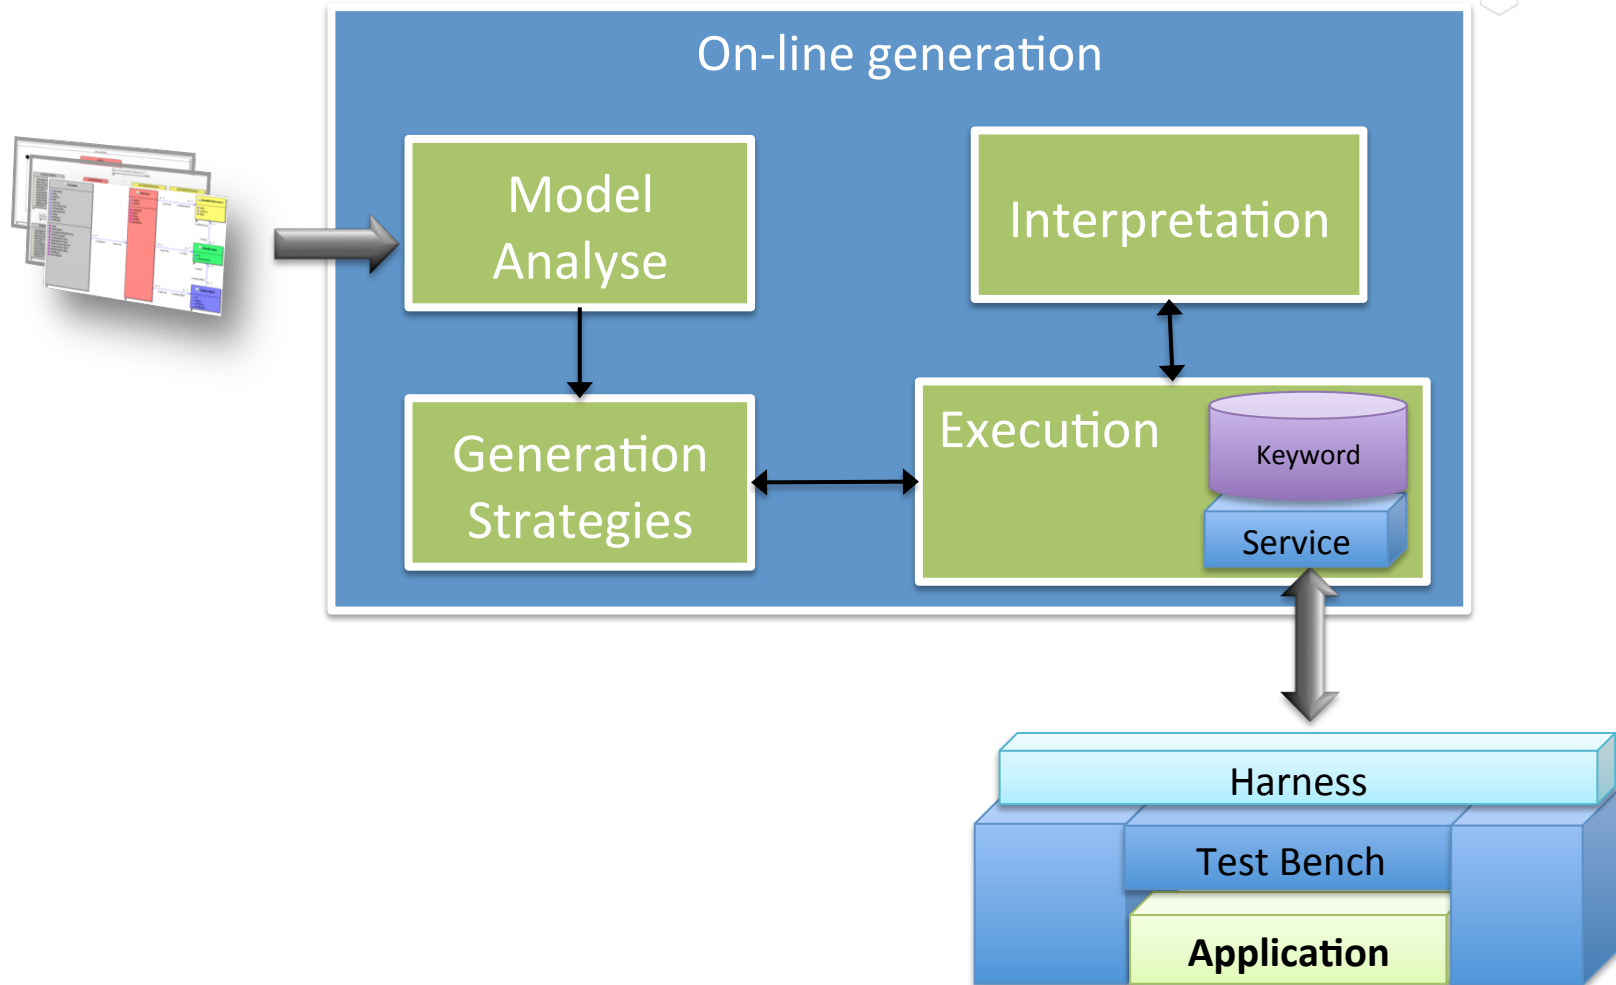 On-line generation
Model
Analyse
Interpretation
Generation
Strategies
Execution
Keyword
Service
Harness
Test Bench
Application